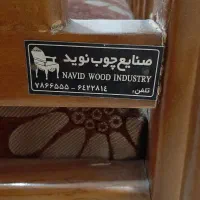 صنایع چوب نوید
NAVID WOOD INDUSTRY
تلفن: ۶۴۲۲۸۱۴ - ۷۸۶۶۵۵۵